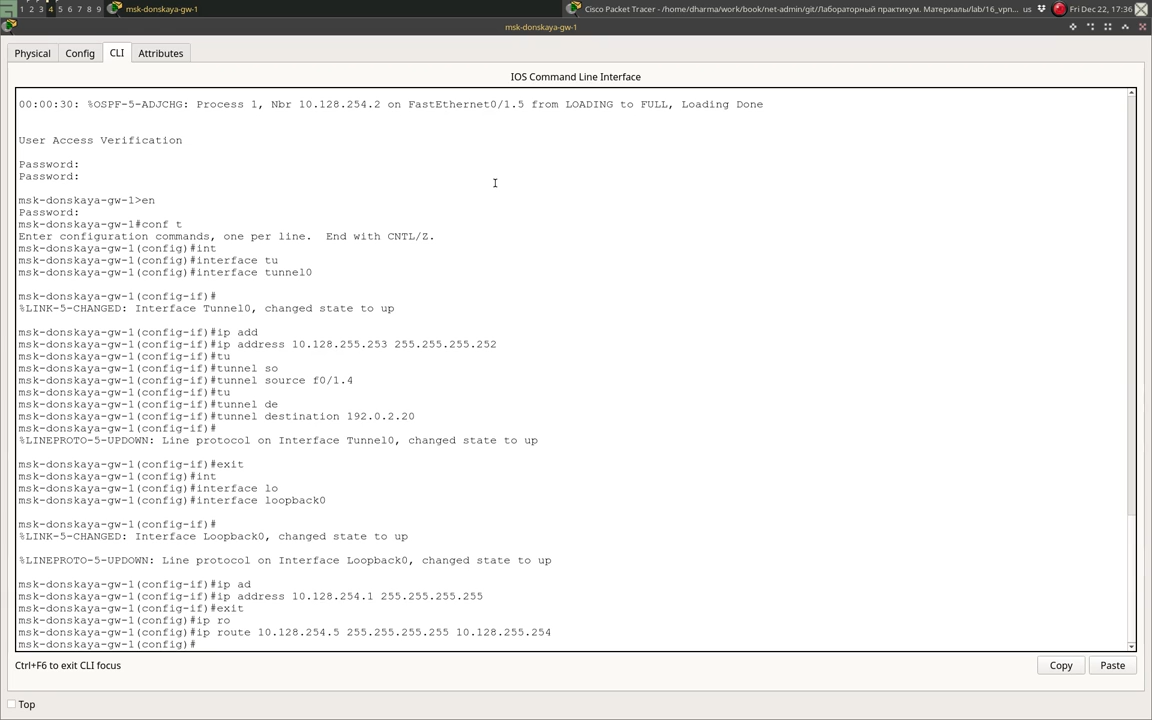 1 2 3 4 5 6 7 8 9 msk-donskaya-gw-1 Cisco Packet Tracer - /home/dharma/work/book/net-admin/git/Лабораторный практикум. Материалы/lab/16_vpn... us Fri Dec 22, 17:36
msk-donskaya-gw-1
Physical Config CLI Attributes
IOS Command Line Interface
00:00:30: %OSPF-5-ADJCHG: Process 1, Nbr 10.128.254.2 on FastEthernet0/1.5 from LOADING to FULL, Loading Done
User Access Verification
Password:
Password:
msk-donskaya-gw-1>en
Password:
msk-donskaya-gw-1#conf t
Enter configuration commands, one per line.  End with CNTL/Z.
msk-donskaya-gw-1(config)#int
msk-donskaya-gw-1(config)#interface tu
msk-donskaya-gw-1(config)#interface tunnel0
msk-donskaya-gw-1(config-if)#
%LINK-5-CHANGED: Interface Tunnel0, changed state to up
msk-donskaya-gw-1(config-if)#ip add
msk-donskaya-gw-1(config-if)#ip address 10.128.255.253 255.255.255.252
msk-donskaya-gw-1(config-if)#tu
msk-donskaya-gw-1(config-if)#tunnel so
msk-donskaya-gw-1(config-if)#tunnel source f0/1.4
msk-donskaya-gw-1(config-if)#tu
msk-donskaya-gw-1(config-if)#tunnel de
msk-donskaya-gw-1(config-if)#tunnel destination 192.0.2.20
msk-donskaya-gw-1(config-if)#
%LINEPROTO-5-UPDOWN: Line protocol on Interface Tunnel0, changed state to up
msk-donskaya-gw-1(config-if)#exit
msk-donskaya-gw-1(config)#int
msk-donskaya-gw-1(config)#interface lo
msk-donskaya-gw-1(config)#interface loopback0
msk-donskaya-gw-1(config-if)#
%LINK-5-CHANGED: Interface Loopback0, changed state to up
%LINEPROTO-5-UPDOWN: Line protocol on Interface Loopback0, changed state to up
msk-donskaya-gw-1(config-if)#ip ad
msk-donskaya-gw-1(config-if)#ip address 10.128.254.1 255.255.255.255
msk-donskaya-gw-1(config-if)#exit
msk-donskaya-gw-1(config)#ip ro
msk-donskaya-gw-1(config)#ip route 10.128.254.5 255.255.255.255 10.128.255.254
msk-donskaya-gw-1(config)#
Ctrl+F6 to exit CLI focus Copy Paste
Top